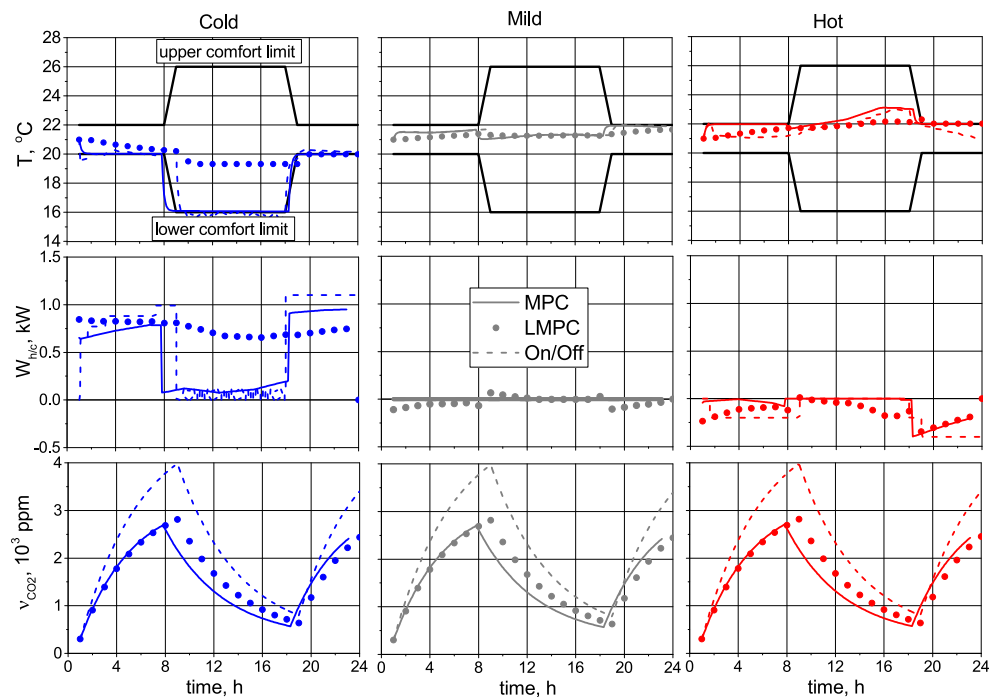 Cold
Mild
Hot
28
26
24
22
20
18
16
14
T, ºC
upper comfort limit
lower comfort limit
1.5
1.0
0.5
0.0
-0.5
W h/c, kW
MPC
LMPC
On/Off
4
3
2
1
0
ν CO2, 10³ ppm
0 4 8 12 16 20 24
0 4 8 12 16 20 24
0 4 8 12 16 20 24
time, h
time, h
time, h